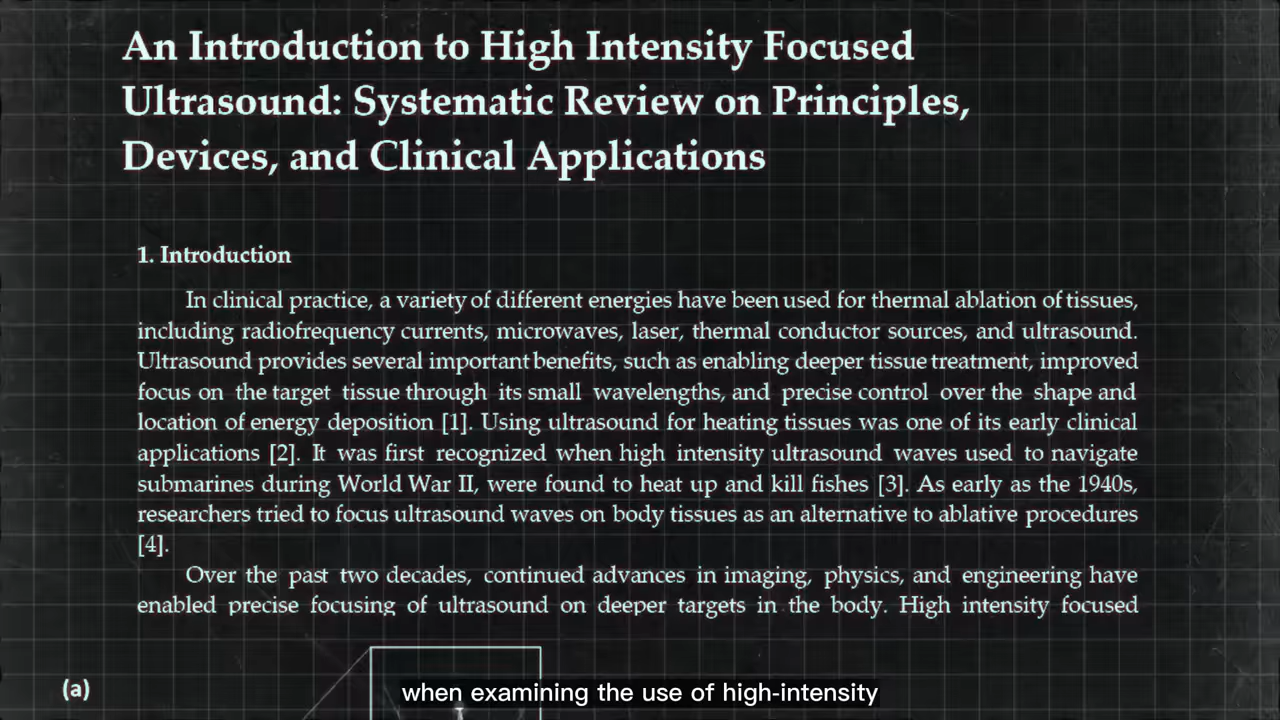 An Introduction to High Intensity Focused
Ultrasound: Systematic Review on Principles,
Devices, and Clinical Applications
1. Introduction
In clinical practice, a variety of different energies have been used for thermal ablation of tissues,
including radiofrequency currents, microwaves, laser, thermal conductor sources, and ultrasound.
Ultrasound provides several important benefits, such as enabling deeper tissue treatment, improved
focus on the target tissue through its small wavelengths, and precise control over the shape and
location of energy deposition [1]. Using ultrasound for heating tissues was one of its early clinical
applications [2]. It was first recognized when high intensity ultrasound waves used to navigate
submarines during World War II, were found to heat up and kill fishes [3]. As early as the 1940s,
researchers tried to focus ultrasound waves on body tissues as an alternative to ablative procedures
[4].
Over the past two decades, continued advances in imaging, physics, and engineering have
enabled precise focusing of ultrasound on deeper targets in the body. High intensity focused
(a)
when examining the use of high-intensity